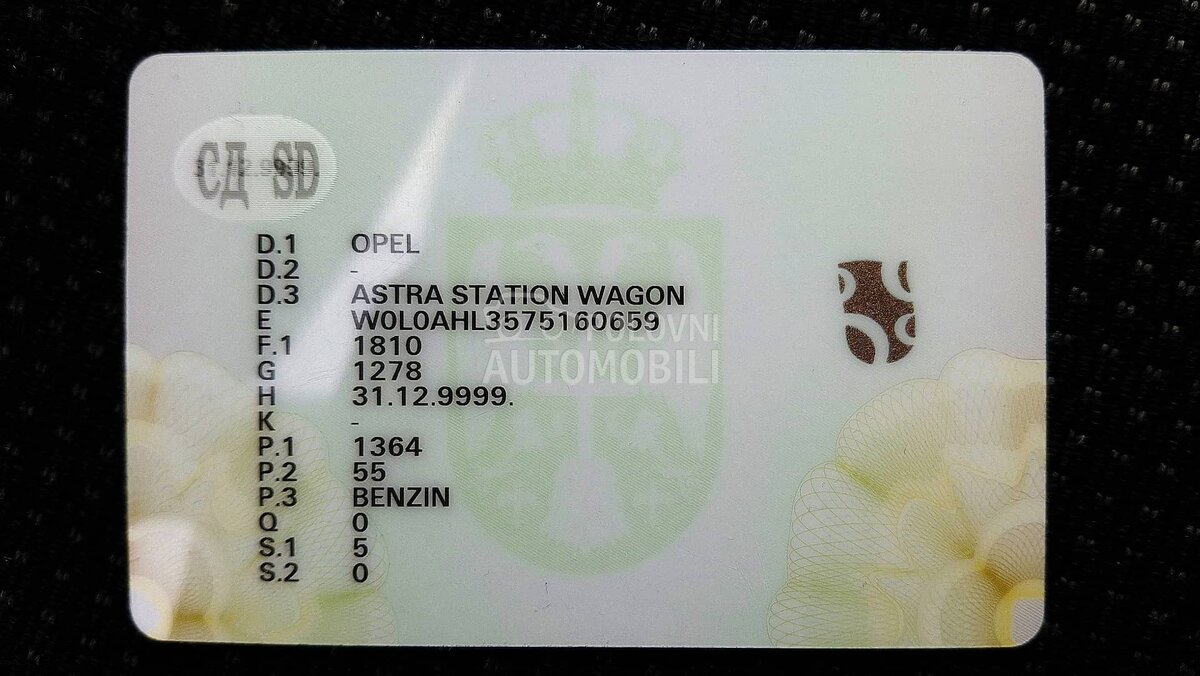 СД SD
D.1 OPEL
D.2 -
D.3 ASTRA STATION WAGON
E W0L0AHL3575160659
F.1 1810
G 1278
H 31.12.9999.
K -
P.1 1364
P.2 55
P.3 BENZIN
Q 0
S.1 5
S.2 0
POLOVNI
AUTOMOBILI